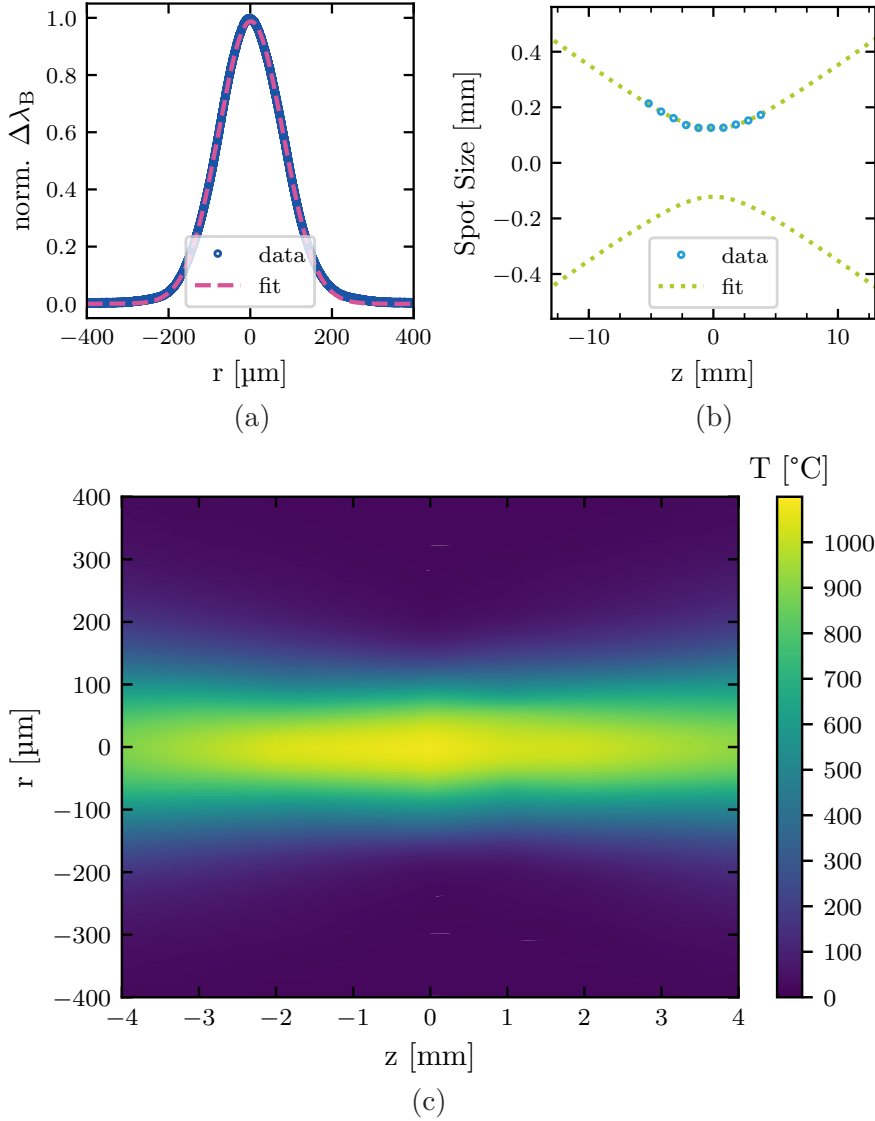 1.0
0.8
0.6
0.4
0.2
0.0
norm. Δλ_B
data
fit
−400 −200 0 200 400
r [µm]
(a)
0.4
0.2
0.0
−0.2
−0.4
Spot Size [mm]
data
fit
−10 0 10
z [mm]
(b)
T [°C]
400
300
200
100
0
−100
−200
−300
−400
r [µm]
−4 −3 −2 −1 0 1 2 3 4
z [mm]
1000
900
800
700
600
500
400
300
200
100
0
(c)